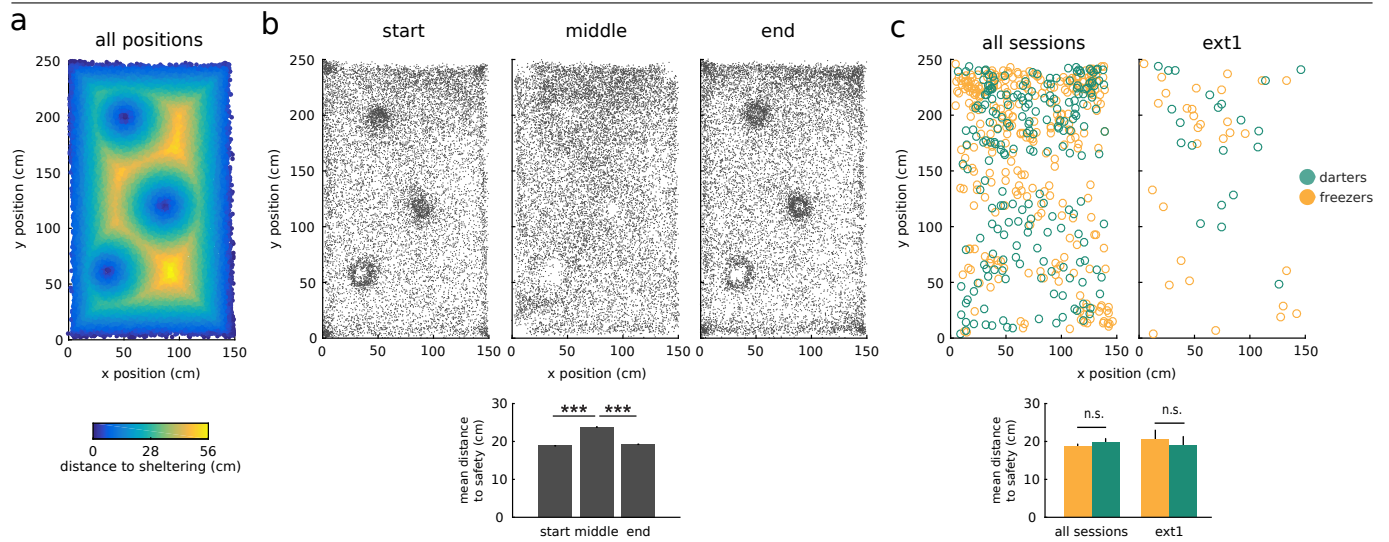 a
all positions
250
200
150
100
50
0
y position (cm)
0 50 100 150
x position (cm)
0 28 56
distance to sheltering (cm)
b
start middle end
250
200
150
100
50
0
y position (cm)
0 50 100 150
0 50 100 150
0 50 100 150
x position (cm)
30
20
10
0
mean distance
to safety (cm)
*** ***
start middle end
c
all sessions ext1
250
200
150
100
50
0
y position (cm)
0 50 100 150
0 50 100 150
x position (cm)
darters
freezers
30
20
10
0
mean distance
to safety (cm)
n.s. n.s.
all sessions ext1